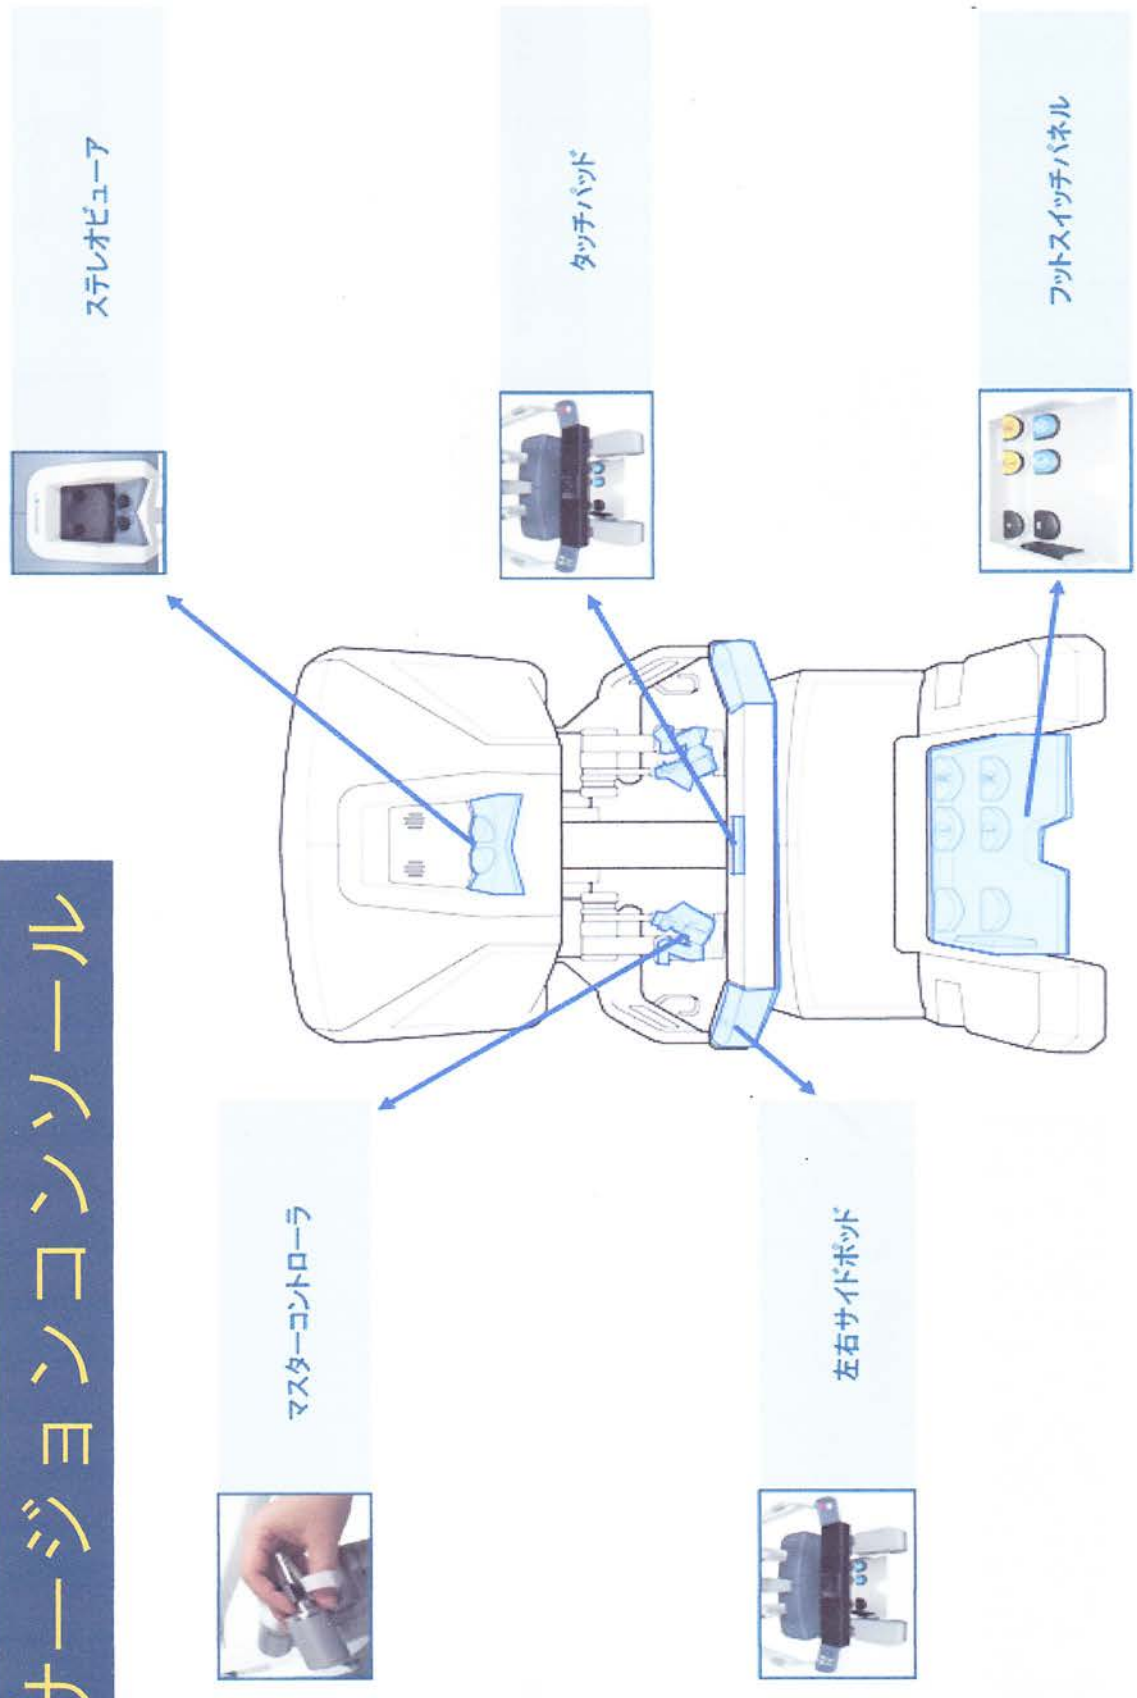 サージョンコンソール
ステレオビューア
マスターコントローラ
タッチパッド
左右サイドポッド
フットスイッチパネル